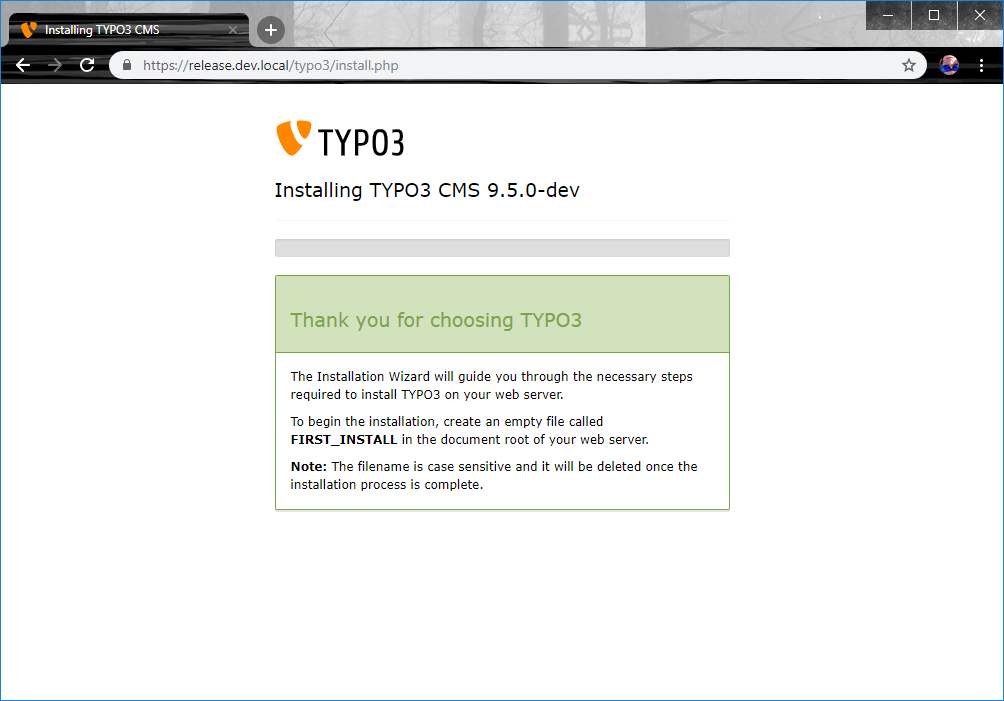 Installing TYPO3 CMS
https://release.dev.local/typo3/install.php
TYPO3
Installing TYPO3 CMS 9.5.0-dev
Thank you for choosing TYPO3
The Installation Wizard will guide you through the necessary steps
required to install TYPO3 on your web server.
To begin the installation, create an empty file called
FIRST_INSTALL in the document root of your web server.
Note: The filename is case sensitive and it will be deleted once the
installation process is complete.